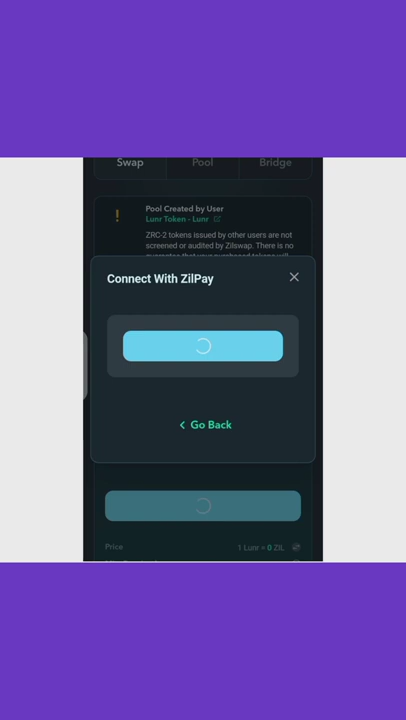 Swap Pool Bridge
Pool Created by User
Lunr Token - Lunr
ZRC-2 tokens issued by other users are not
screened or audited by Zilswap. There is no
Connect With ZilPay
Go Back
Price 1 Lunr = 0 ZIL